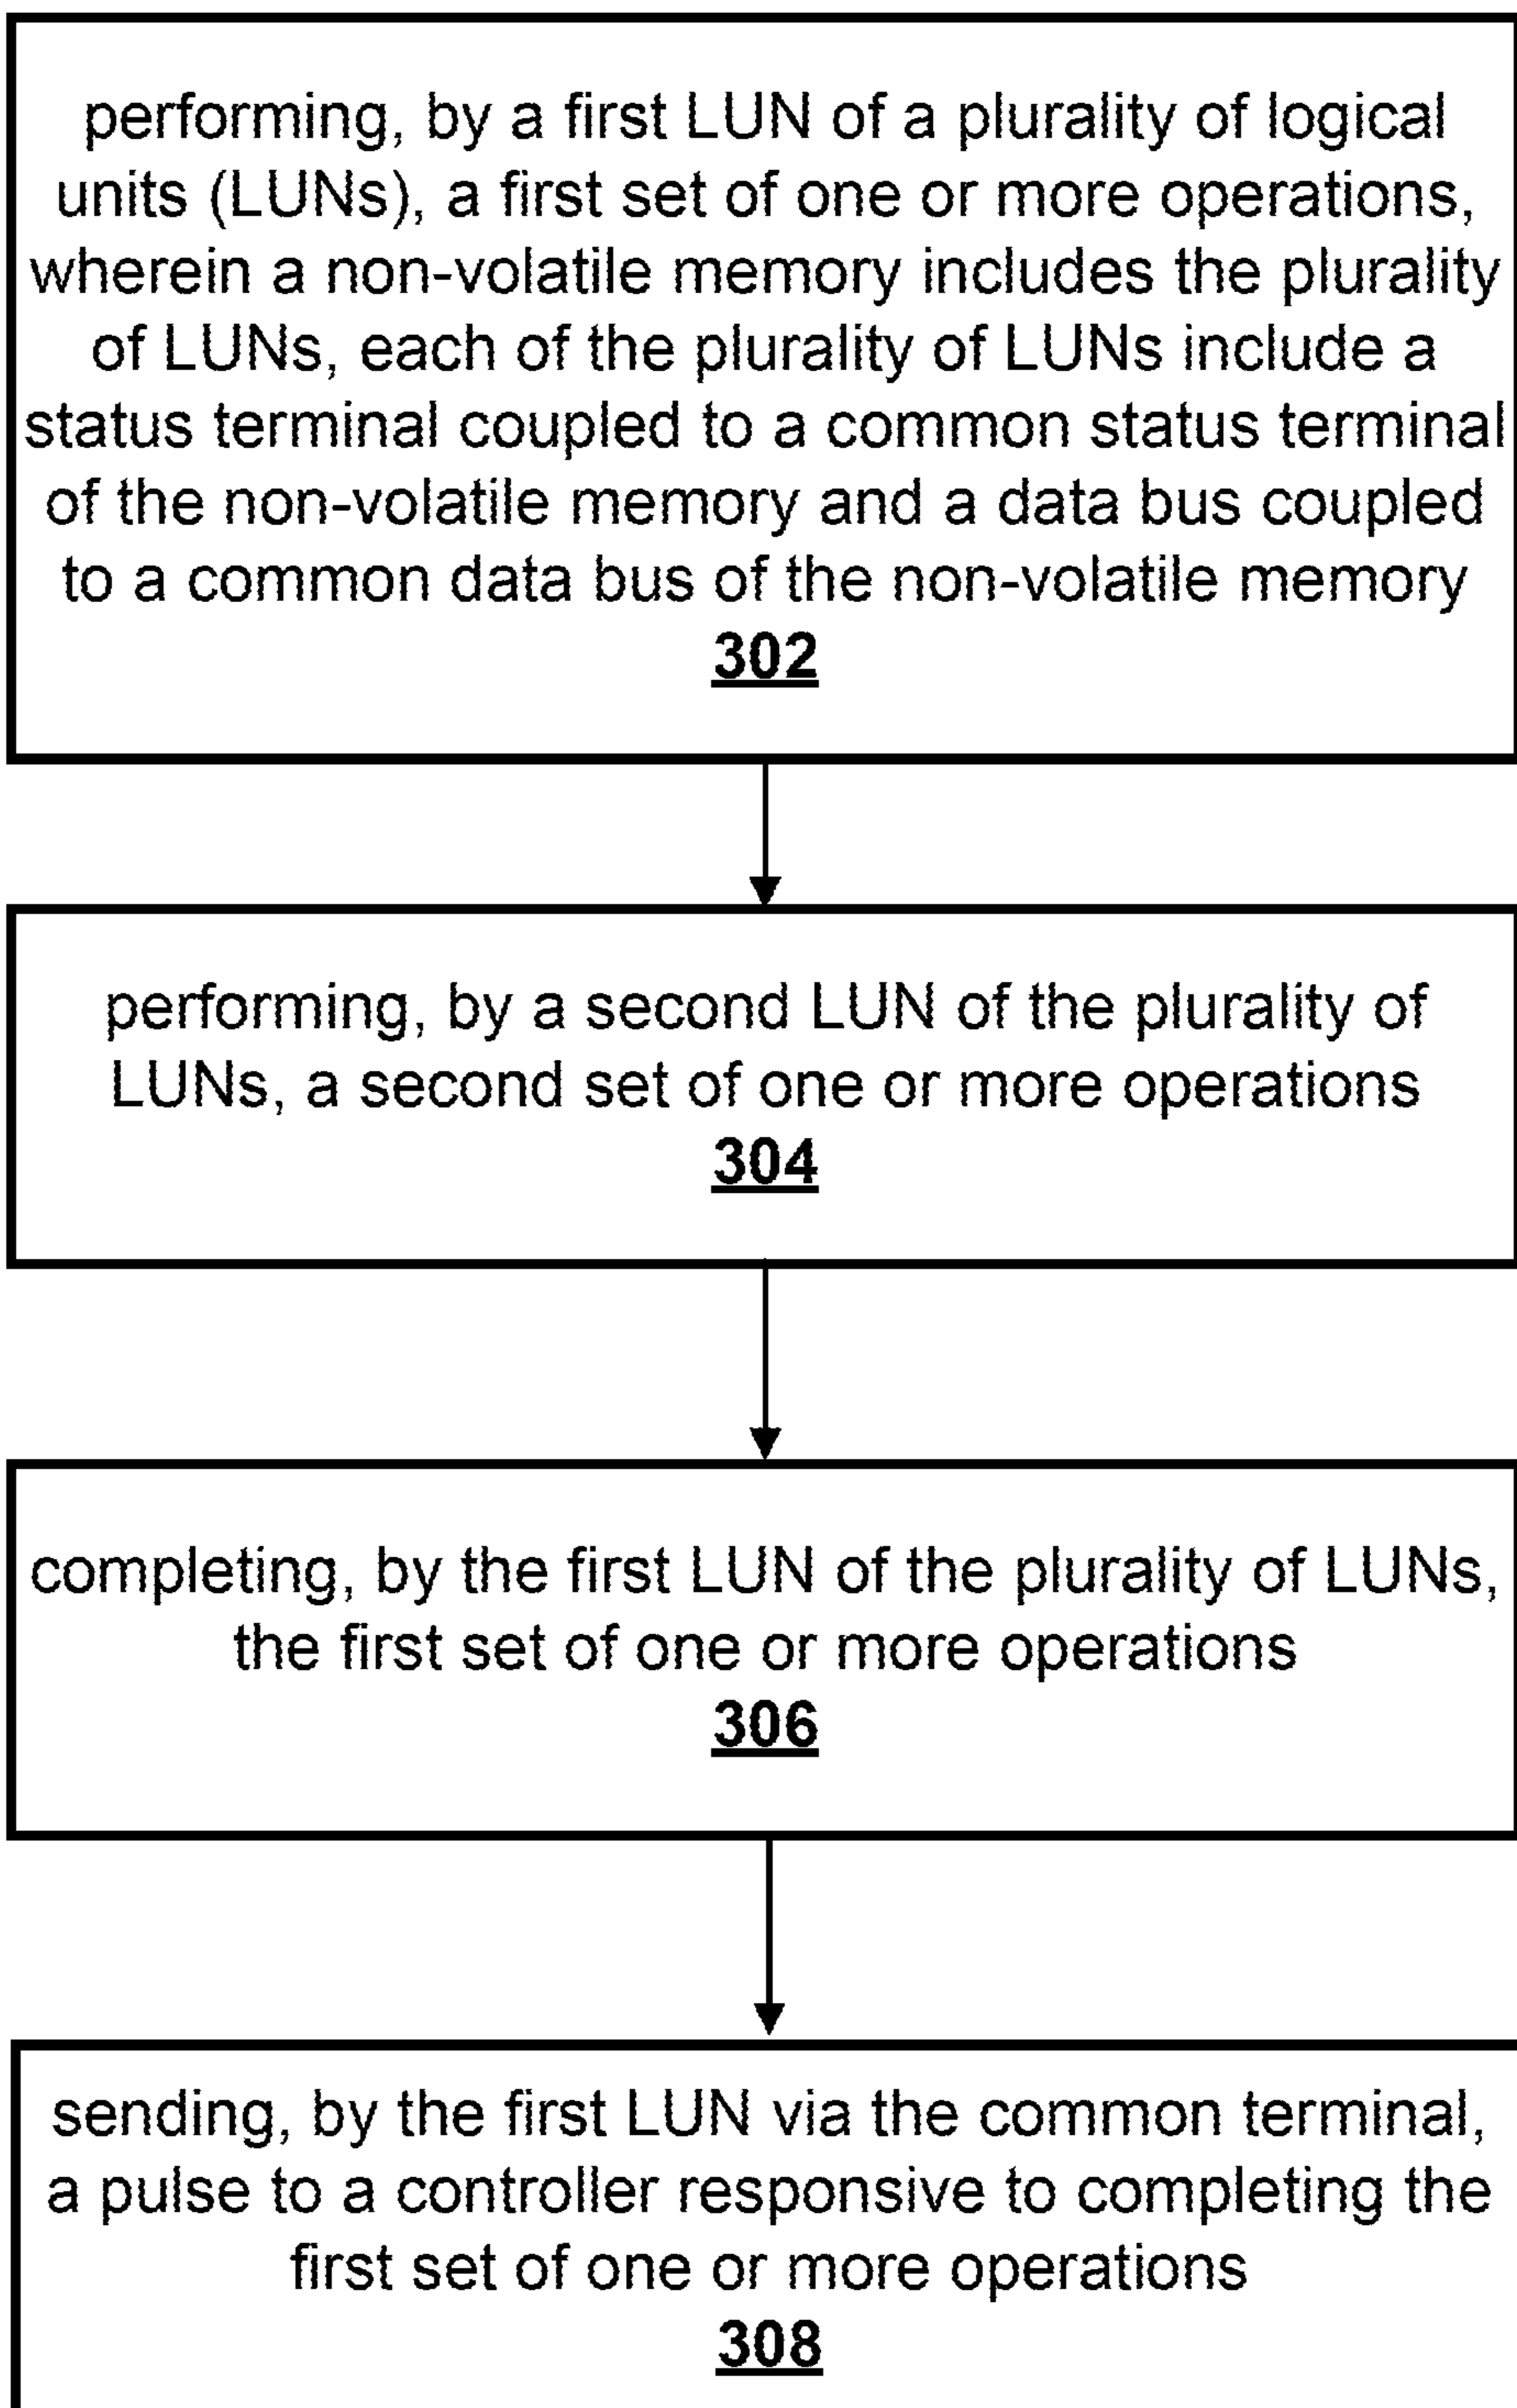 performing, by a first LUN of a plurality of logical
units (LUNs), a first set of one or more operations,
wherein a non-volatile memory includes the plurality
of LUNs, each of the plurality of LUNs include a
status terminal coupled to a common status terminal
of the non-volatile memory and a data bus coupled
to a common data bus of the non-volatile memory
302
performing, by a second LUN of the plurality of
LUNs, a second set of one or more operations
304
completing, by the first LUN of the plurality of LUNs,
the first set of one or more operations
306
sending, by the first LUN via the common terminal,
a pulse to a controller responsive to completing the
first set of one or more operations
308